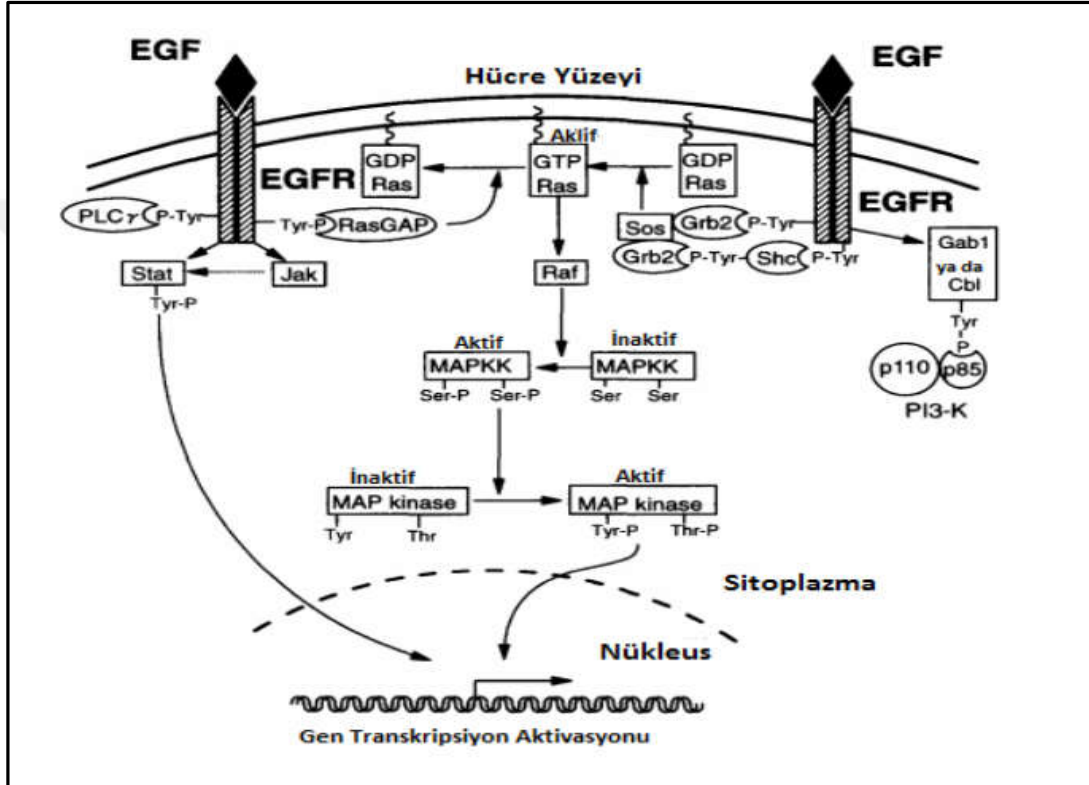 EGF
EGF
Hücre Yüzeyi
Aklif
GDP
Ras
GTP
Ras
GDP
Ras
EGFR
EGFR
PLCγ
P-Tyr
Tyr-P
RasGAP
Sos
Grb2
P-Tyr
Grb2
P-Tyr
Shc
P-Tyr
Gab1
ya da
Cbl
Tyr
P
p110
p85
PI3-K
Stat
Jak
Tyr-P
Raf
Aktif
MAPKK
Ser-P
Ser-P
İnaktif
MAPKK
Ser
Ser
İnaktif
MAP kinase
Tyr
Thr
Aktif
MAP kinase
Tyr-P
Thr-P
Sitoplazma
Nükleus
Gen Transkripsiyon Aktivasyonu